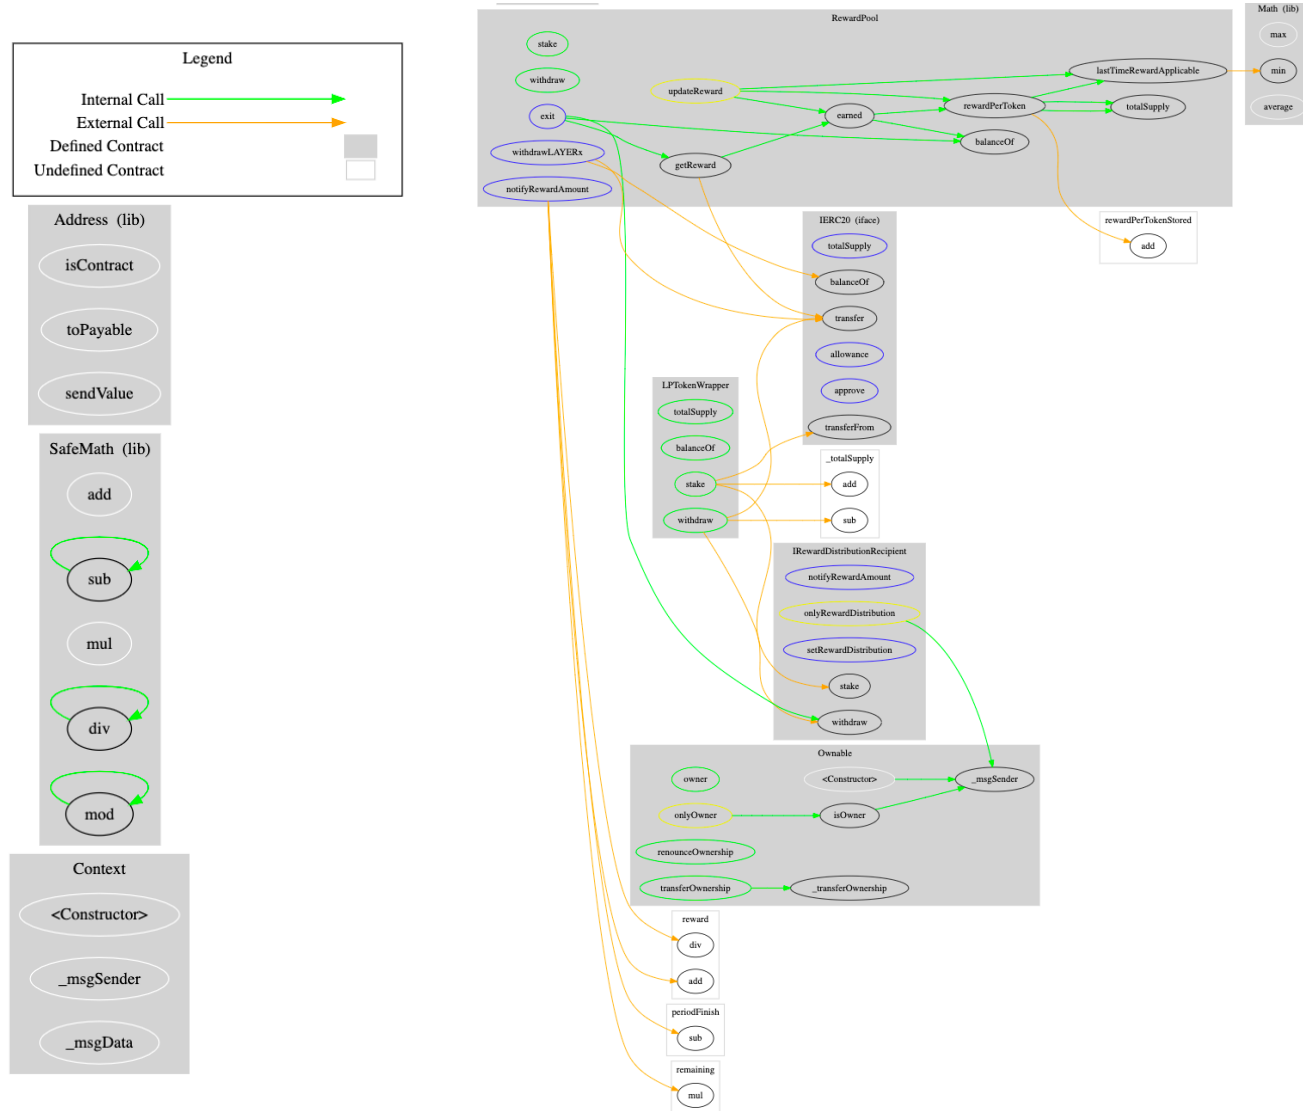 Legend
Internal Call
External Call
Defined Contract
Undefined Contract
Address (lib)
isContract
toPayable
sendValue
SafeMath (lib)
add
sub
mul
div
mod
Context
<Constructor>
_msgSender
_msgData
RewardPool
stake
withdraw
exit
withdrawLAYERx
notifyRewardAmount
updateReward
getReward
earned
rewardPerToken
balanceOf
lastTimeRewardApplicable
totalSupply
Math (lib)
max
min
average
rewardPerTokenStored
add
IERC20 (iface)
totalSupply
balanceOf
transfer
allowance
approve
transferFrom
LPTokenWrapper
totalSupply
balanceOf
stake
withdraw
_totalSupply
add
sub
IRewardDistributionRecipient
notifyRewardAmount
onlyRewardDistribution
setRewardDistribution
stake
withdraw
Ownable
owner
<Constructor>
_msgSender
onlyOwner
isOwner
renounceOwnership
transferOwnership
_transferOwnership
reward
div
add
periodFinish
sub
remaining
mul